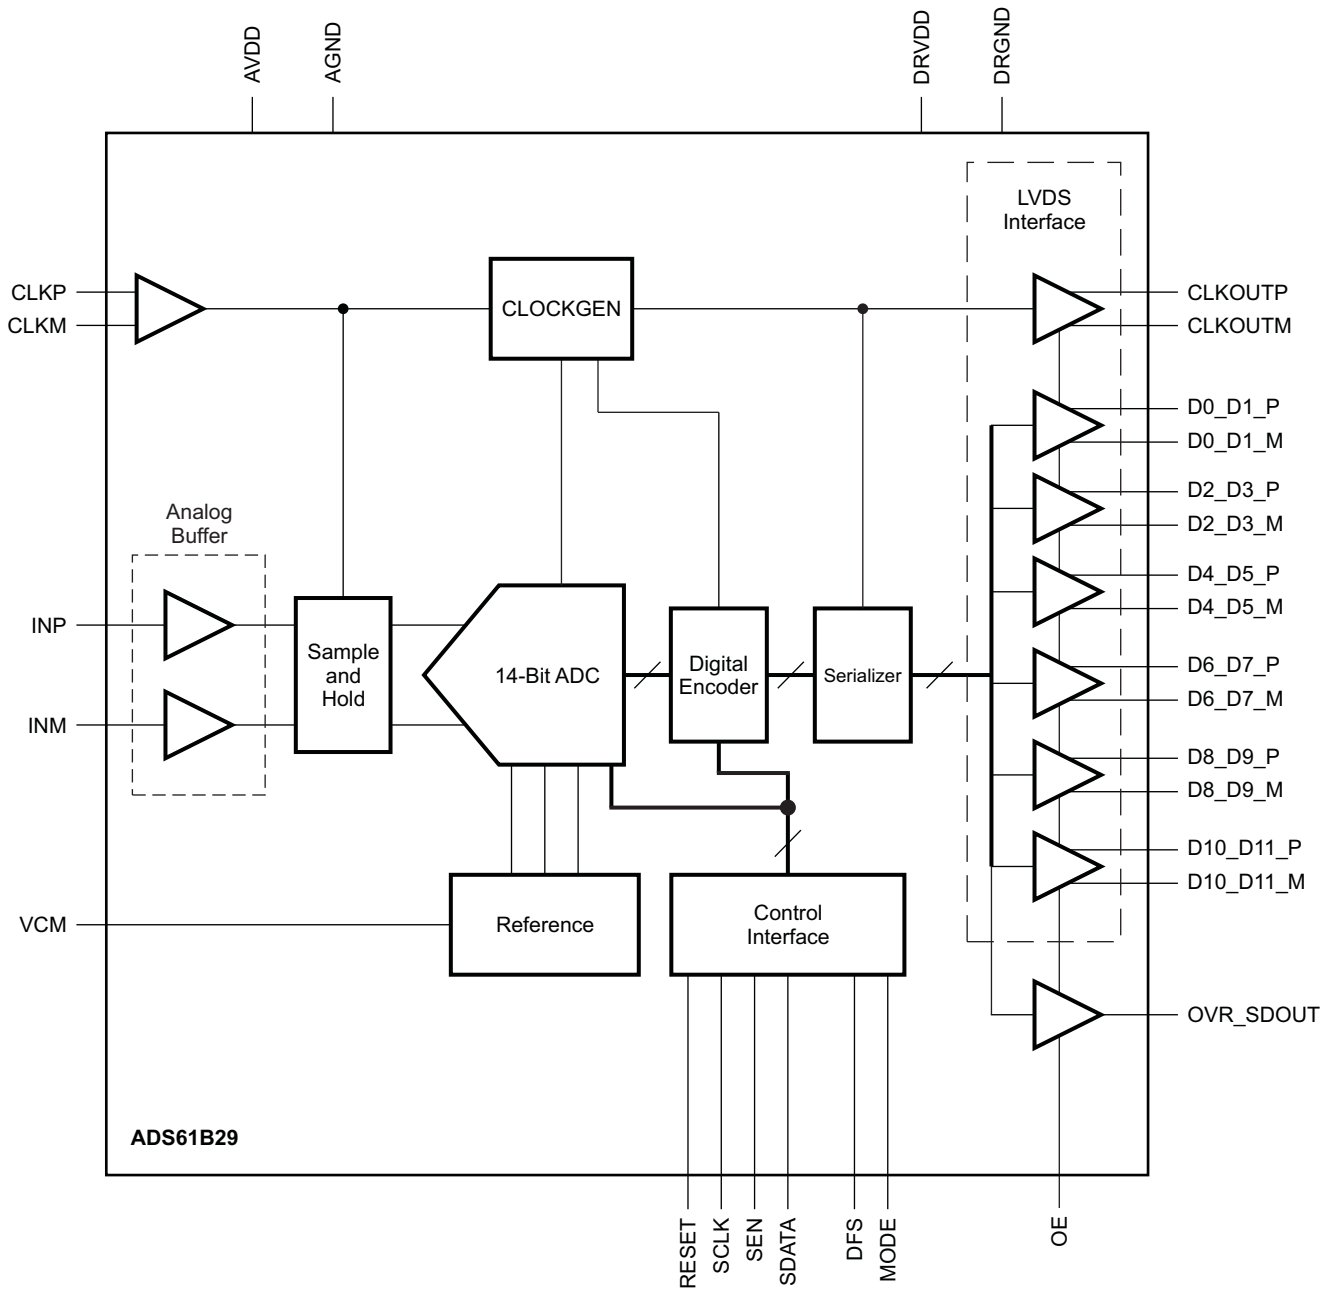 AVDD
AGND
DRVDD
DRGND
LVDS
Interface
CLKP
CLKM
CLOCKGEN
CLKOUTP
CLKOUTM
D0_D1_P
D0_D1_M
D2_D3_P
D2_D3_M
Analog
Buffer
D4_D5_P
D4_D5_M
INP
INM
Sample
and
Hold
14-Bit ADC
Digital
Encoder
Serializer
D6_D7_P
D6_D7_M
D8_D9_P
D8_D9_M
D10_D11_P
D10_D11_M
VCM
Reference
Control
Interface
OVR_SDOUT
ADS61B29
RESET
SCLK
SEN
SDATA
DFS
MODE
OE